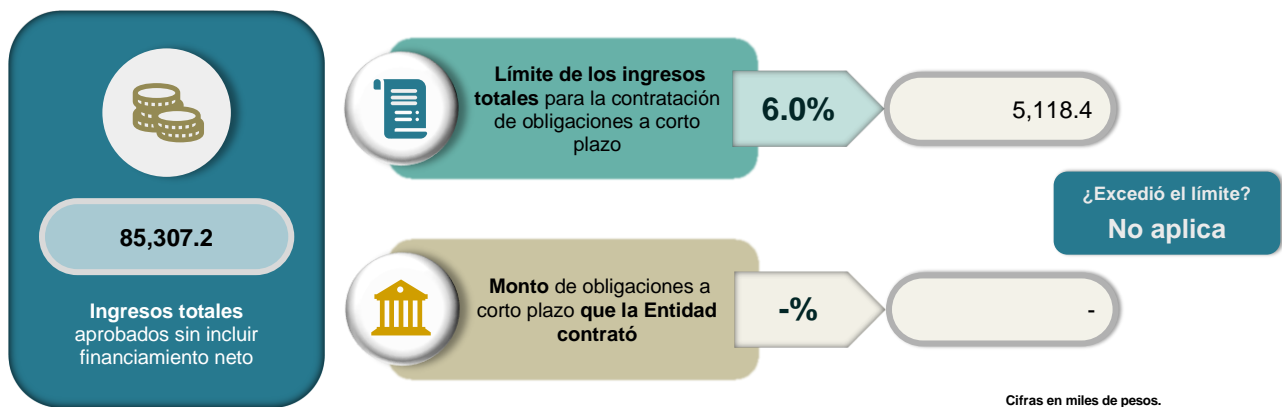 85,307.2
Ingresos totales
aprobados sin incluir
financiamiento neto
Límite de los ingresos
totales para la contratación
de obligaciones a corto
plazo
6.0%
5,118.4
Monto de obligaciones a
corto plazo que la Entidad
contrató
-%
-
¿Excedió el límite?
No aplica
Cifras en miles de pesos.